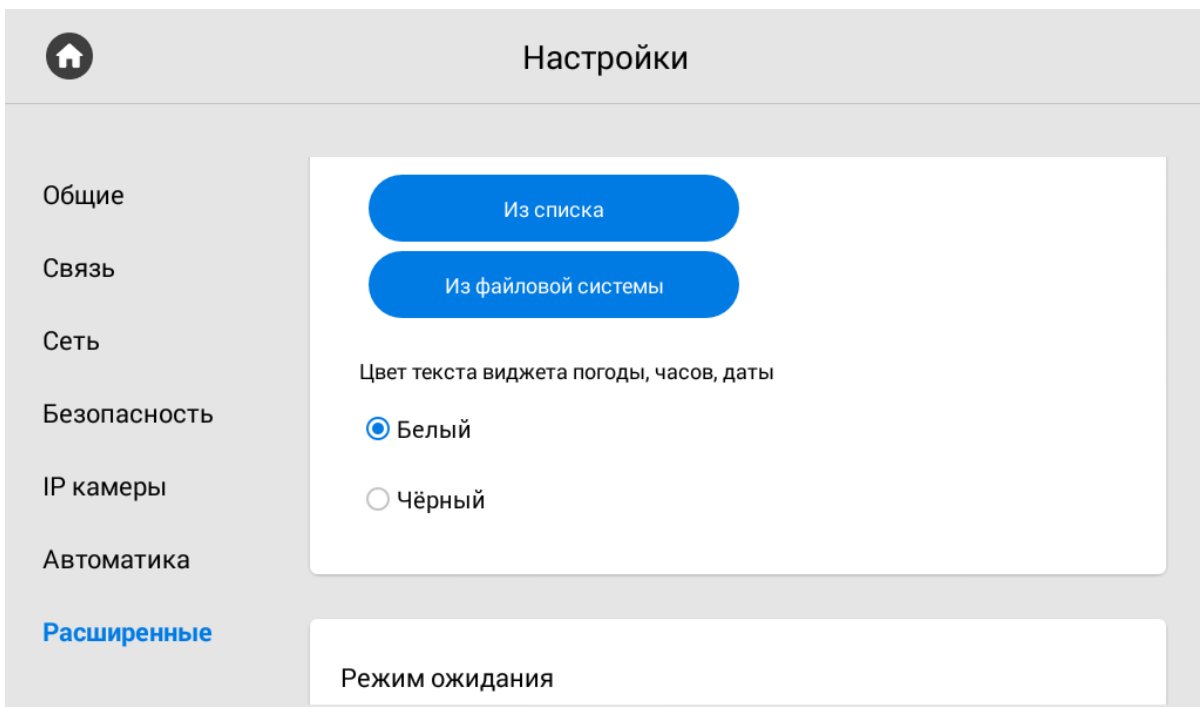 Настройки
Общие
Связь
Сеть
Безопасность
IP камеры
Автоматика
Расширенные
Из списка
Из файловой системы
Цвет текста виджета погоды, часов, даты
Белый
Чёрный
Режим ожидания